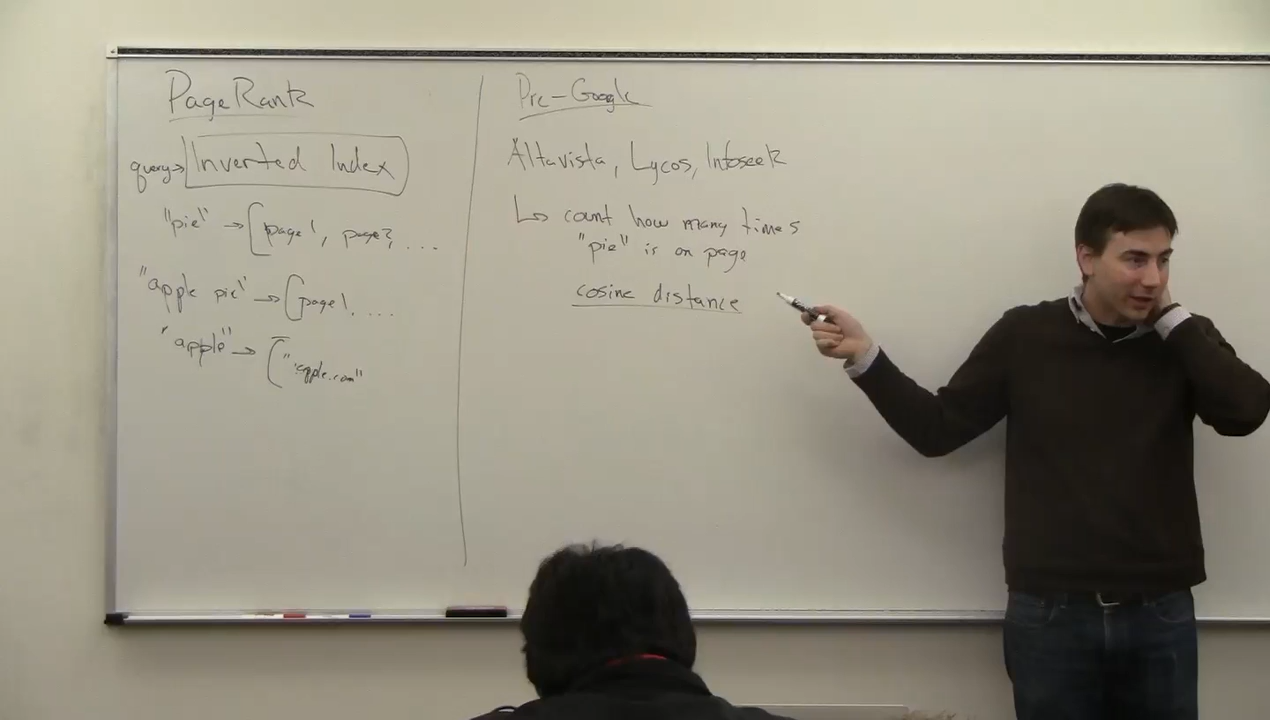 PageRank
query→ Inverted Index
"pie" → [page1, page2, ...
"apple pie" → [page1, ....
"apple" → ["apple.com"
Pre-Google
Altavista, Lycos, Infoseek
↳ count how many times
"pie" is on page
cosine distance